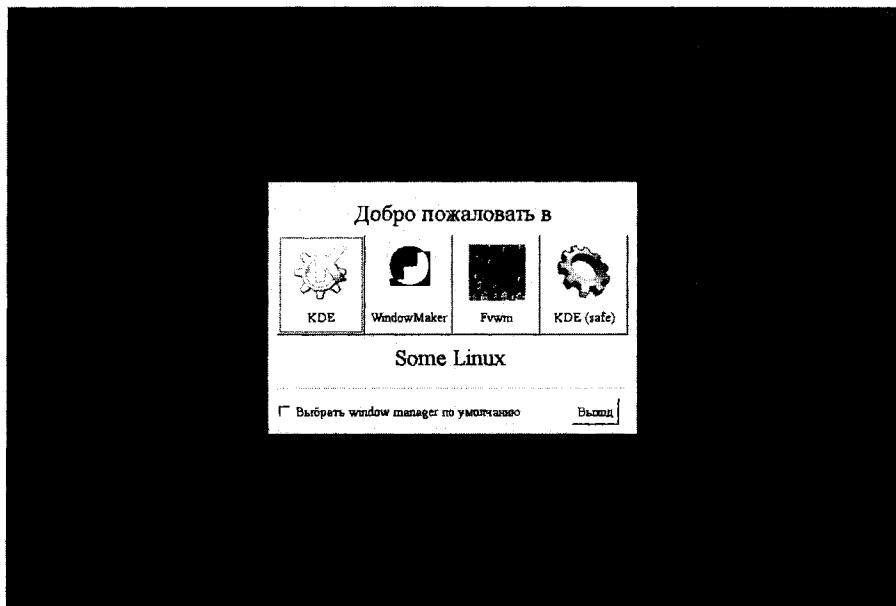 Добро пожаловать в
KDE WindowMaker Fvwm KDE (safe)
Some Linux
Выбрать window manager по умолчанию Выход